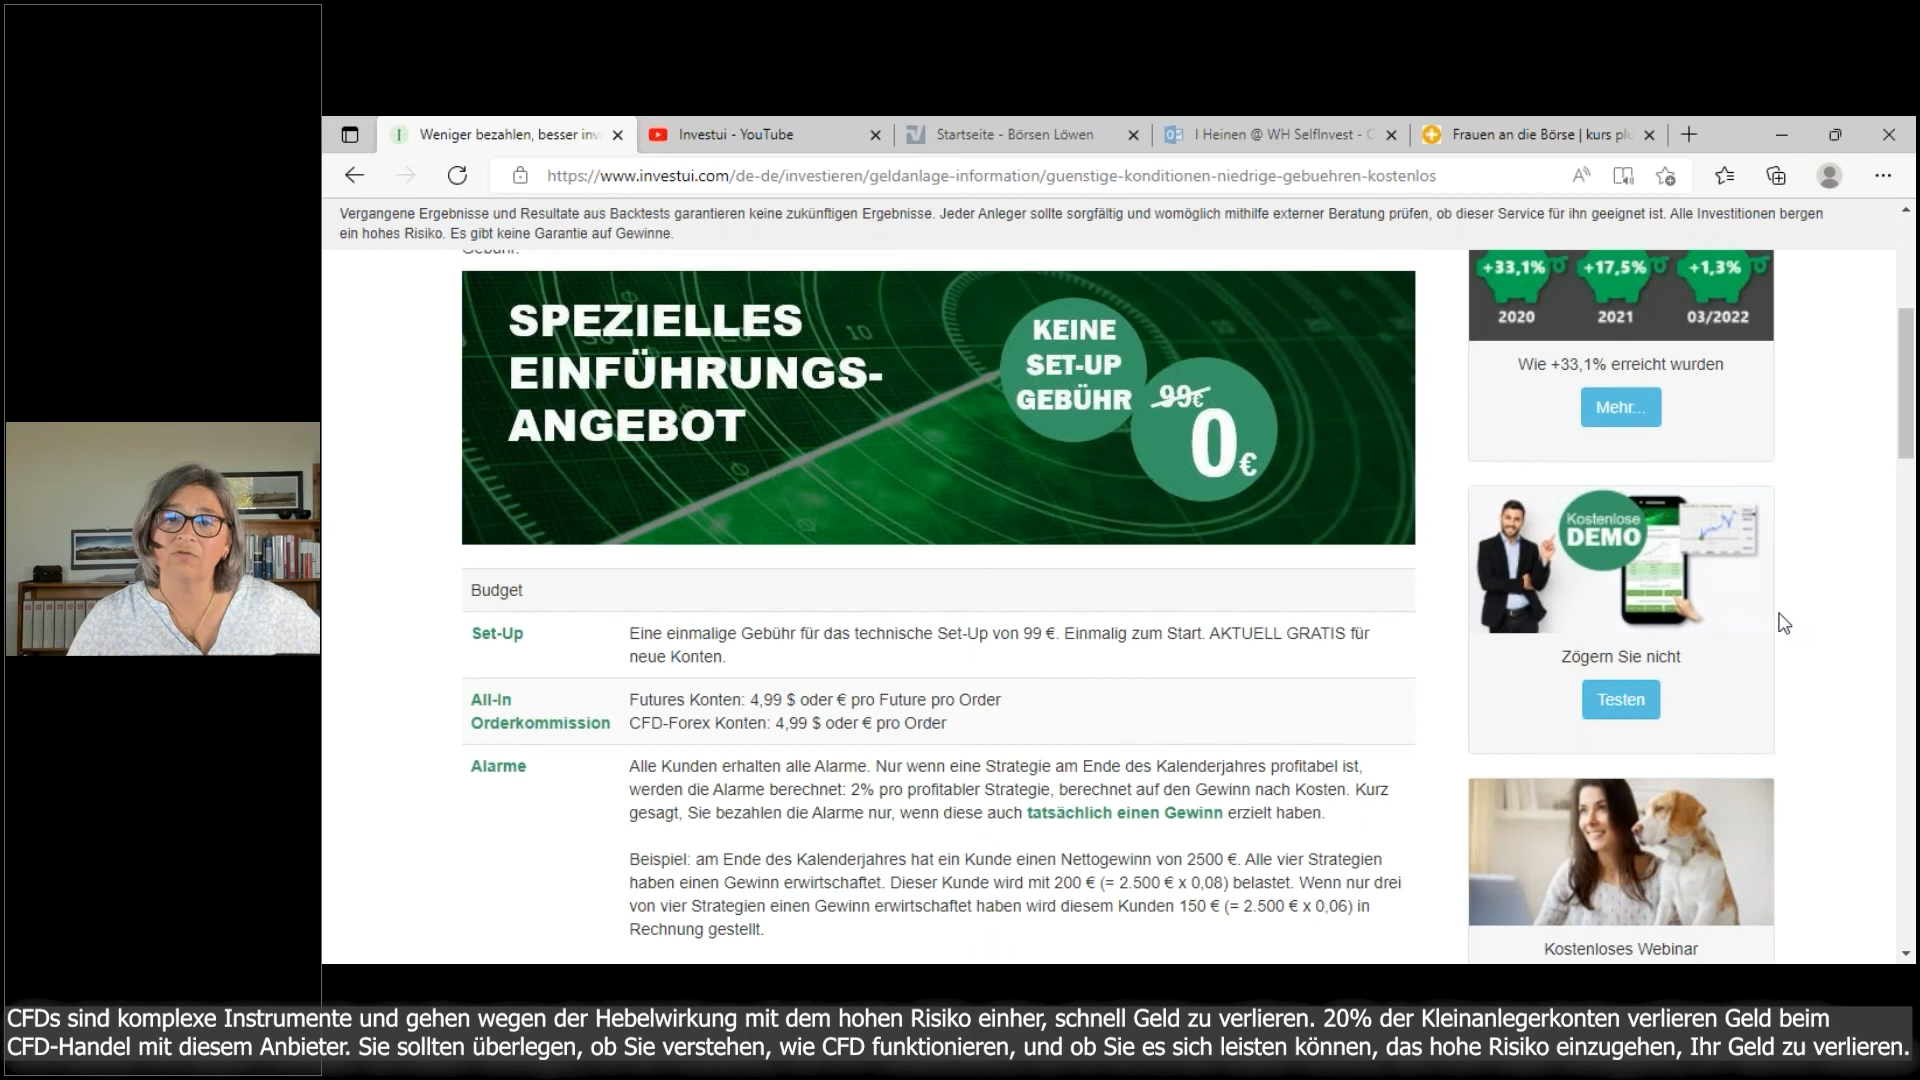 Weniger bezahlen, besser inv
Investui - YouTube
Startseite - Börsen Löwen
I Heinen @ WH SelfInvest - O
Frauen an die Börse | kurs plu
https://www.investui.com/de-de/investieren/geldanlage-information/guenstige-konditionen-niedrige-gebuehren-kostenlos
Vergangene Ergebnisse und Resultate aus Backtests garantieren keine zukünftigen Ergebnisse. Jeder Anleger sollte sorgfältig und womöglich mithilfe externer Beratung prüfen, ob dieser Service für ihn geeignet ist. Alle Investitionen bergen
ein hohes Risiko. Es gibt keine Garantie auf Gewinne.
SPEZIELLES
EINFÜHRUNGS-
ANGEBOT
KEINE
SET-UP
GEBÜHR
99€
0€
Budget
Set-Up
Eine einmalige Gebühr für das technische Set-Up von 99 €. Einmalig zum Start. AKTUELL GRATIS für
neue Konten.
All-In
Orderkommission
Futures Konten: 4,99 $ oder € pro Future pro Order
CFD-Forex Konten: 4,99 $ oder € pro Order
Alarme
Alle Kunden erhalten alle Alarme. Nur wenn eine Strategie am Ende des Kalenderjahres profitabel ist,
werden die Alarme berechnet: 2% pro profitabler Strategie, berechnet auf den Gewinn nach Kosten. Kurz
gesagt, Sie bezahlen die Alarme nur, wenn diese auch tatsächlich einen Gewinn erzielt haben.
Beispiel: am Ende des Kalenderjahres hat ein Kunde einen Nettogewinn von 2500 €. Alle vier Strategien
haben einen Gewinn erwirtschaftet. Dieser Kunde wird mit 200 € (= 2.500 € x 0,08) belastet. Wenn nur drei
von vier Strategien einen Gewinn erwirtschaftet haben wird diesem Kunden 150 € (= 2.500 € x 0,06) in
Rechnung gestellt.
+33,1% +17,5% +1,3%
2020 2021 03/2022
Wie +33,1% erreicht wurden
Mehr...
Kostenlose
DEMO
Zögern Sie nicht
Testen
Kostenloses Webinar
CFDs sind komplexe Instrumente und gehen wegen der Hebelwirkung mit dem hohen Risiko einher, schnell Geld zu verlieren. 20% der Kleinanlegerkonten verlieren Geld beim
CFD-Handel mit diesem Anbieter. Sie sollten überlegen, ob Sie verstehen, wie CFD funktionieren, und ob Sie es sich leisten können, das hohe Risiko einzugehen, Ihr Geld zu verlieren.